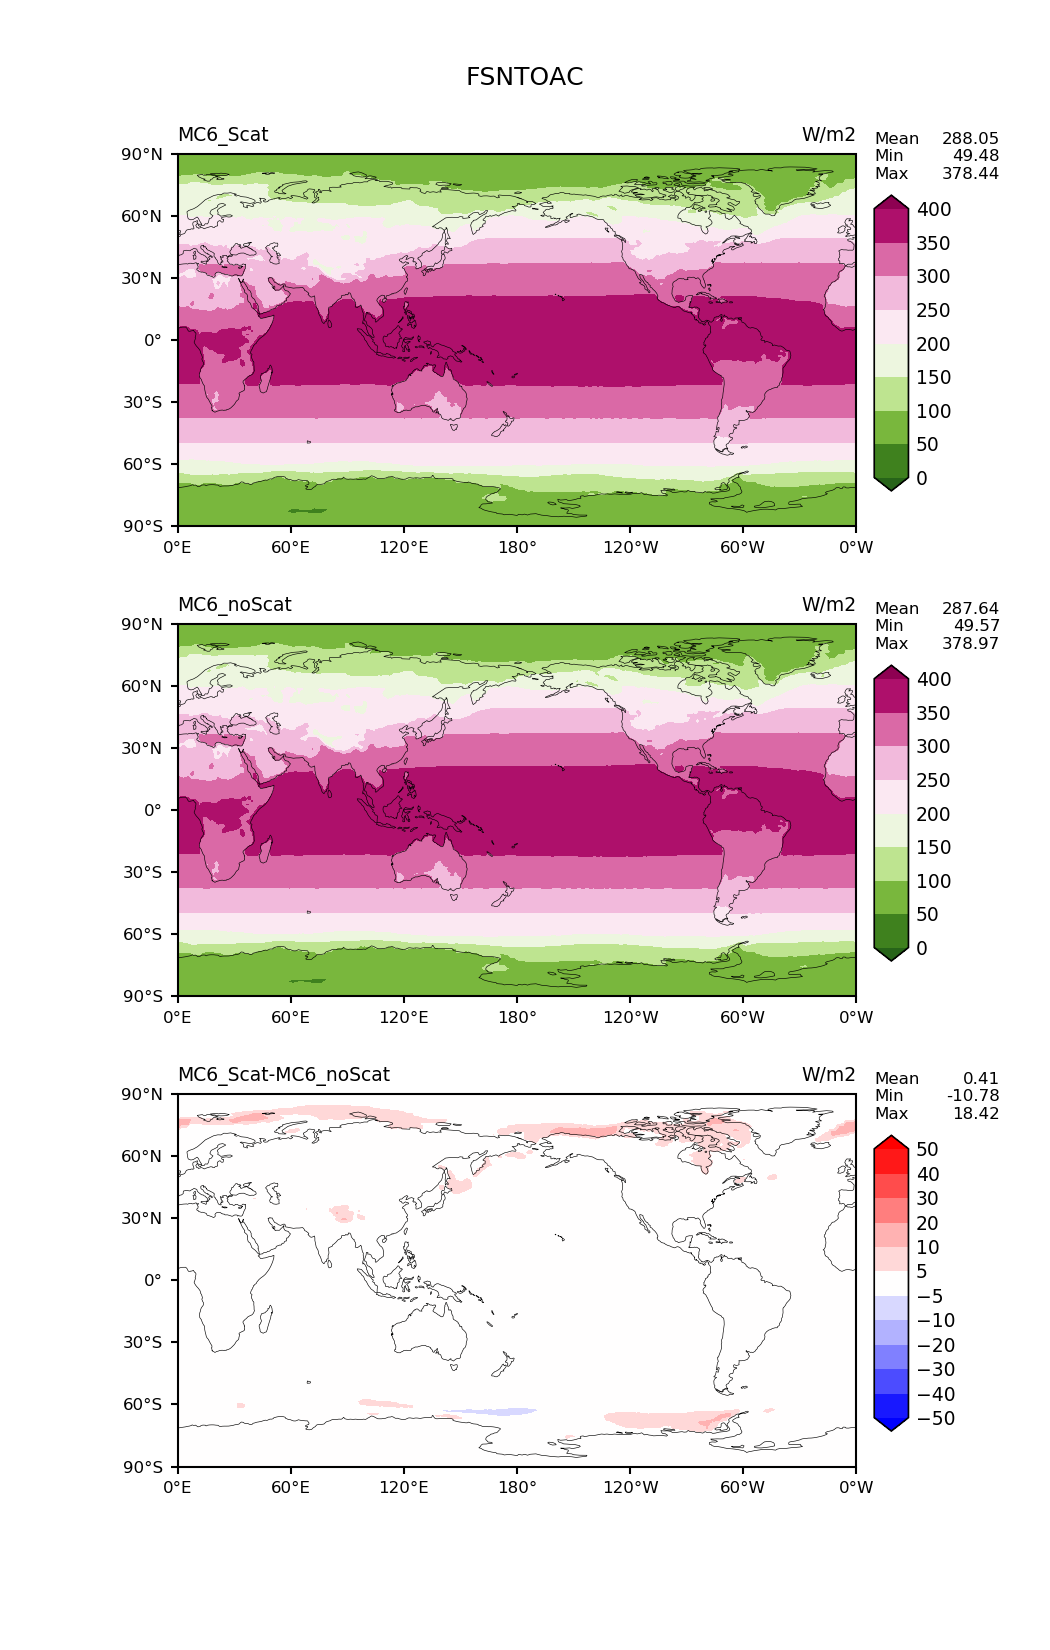 FSNTOAC
MC6_Scat
W/m2
Mean 288.05
Min 49.48
Max 378.44
90°N
60°N
30°N
0°
30°S
60°S
90°S
0°E 60°E 120°E 180° 120°W 60°W 0°W
400
350
300
250
200
150
100
50
0
MC6_noScat
W/m2
Mean 287.64
Min 49.57
Max 378.97
90°N
60°N
30°N
0°
30°S
60°S
90°S
0°E 60°E 120°E 180° 120°W 60°W 0°W
400
350
300
250
200
150
100
50
0
MC6_Scat-MC6_noScat
W/m2
Mean 0.41
Min -10.78
Max 18.42
90°N
60°N
30°N
0°
30°S
60°S
90°S
0°E 60°E 120°E 180° 120°W 60°W 0°W
50
40
30
20
10
5
−5
−10
−20
−30
−40
−50